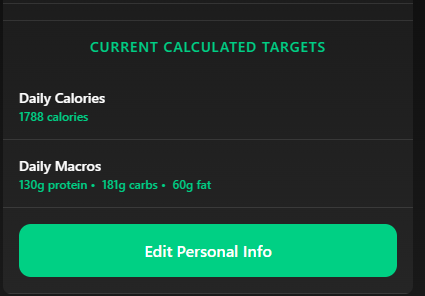 CURRENT CALCULATED TARGETS
Daily Calories
1788 calories
Daily Macros
130g protein • 181g carbs • 60g fat
Edit Personal Info